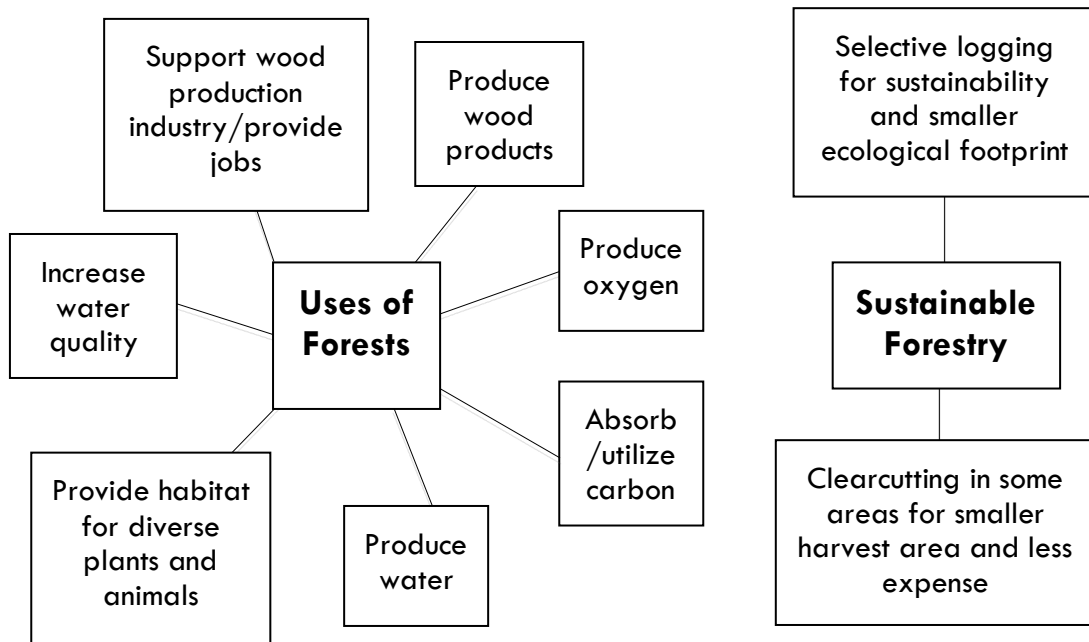 Support wood
production
industry/provide
jobs
Produce
wood
products
Increase
water
quality
Uses of
Forests
Produce
oxygen
Absorb
/utilize
carbon
Provide habitat
for diverse
plants and
animals
Produce
water
Selective logging
for sustainability
and smaller
ecological footprint
Sustainable
Forestry
Clearcutting in some
areas for smaller
harvest area and less
expense